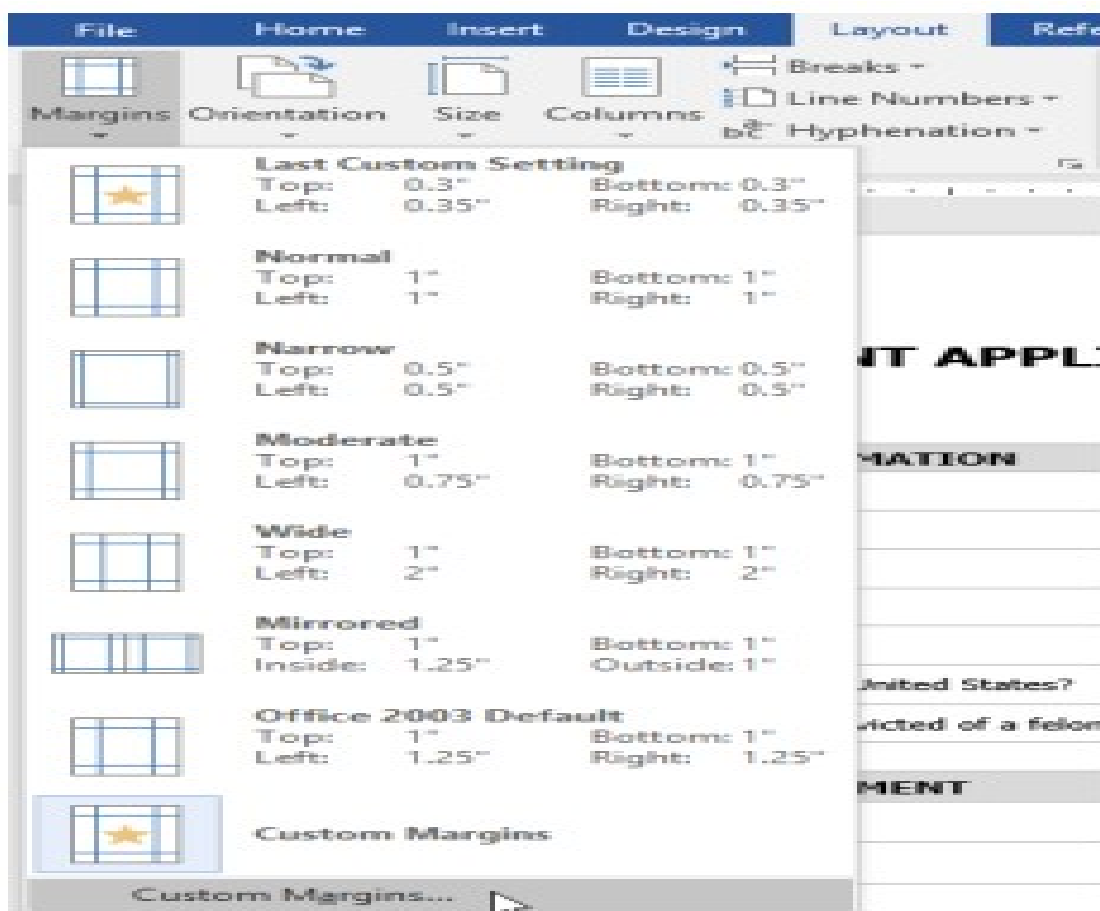 File Home Insert Design Layout Refe
Margins Orientation Size Columns
Breaks
Line Numbers
Hyphenation
Last Custom Setting
Top: 0.3" Bottom: 0.3"
Left: 0.35" Right: 0.35"
Normal
Top: 1" Bottom: 1"
Left: 1" Right: 1"
Narrow
Top: 0.5" Bottom: 0.5"
Left: 0.5" Right: 0.5"
Moderate
Top: 1" Bottom: 1"
Left: 0.75" Right: 0.75"
Wide
Top: 1" Bottom: 1"
Left: 2" Right: 2"
Mirrored
Top: 1" Bottom: 1"
Inside: 1.25" Outside: 1"
Office 2003 Default
Top: 1" Bottom: 1"
Left: 1.25" Right: 1.25"
Custom Margins
Custom Margins...
NT APPLI
MATION
United States?
victed of a felon
MENT